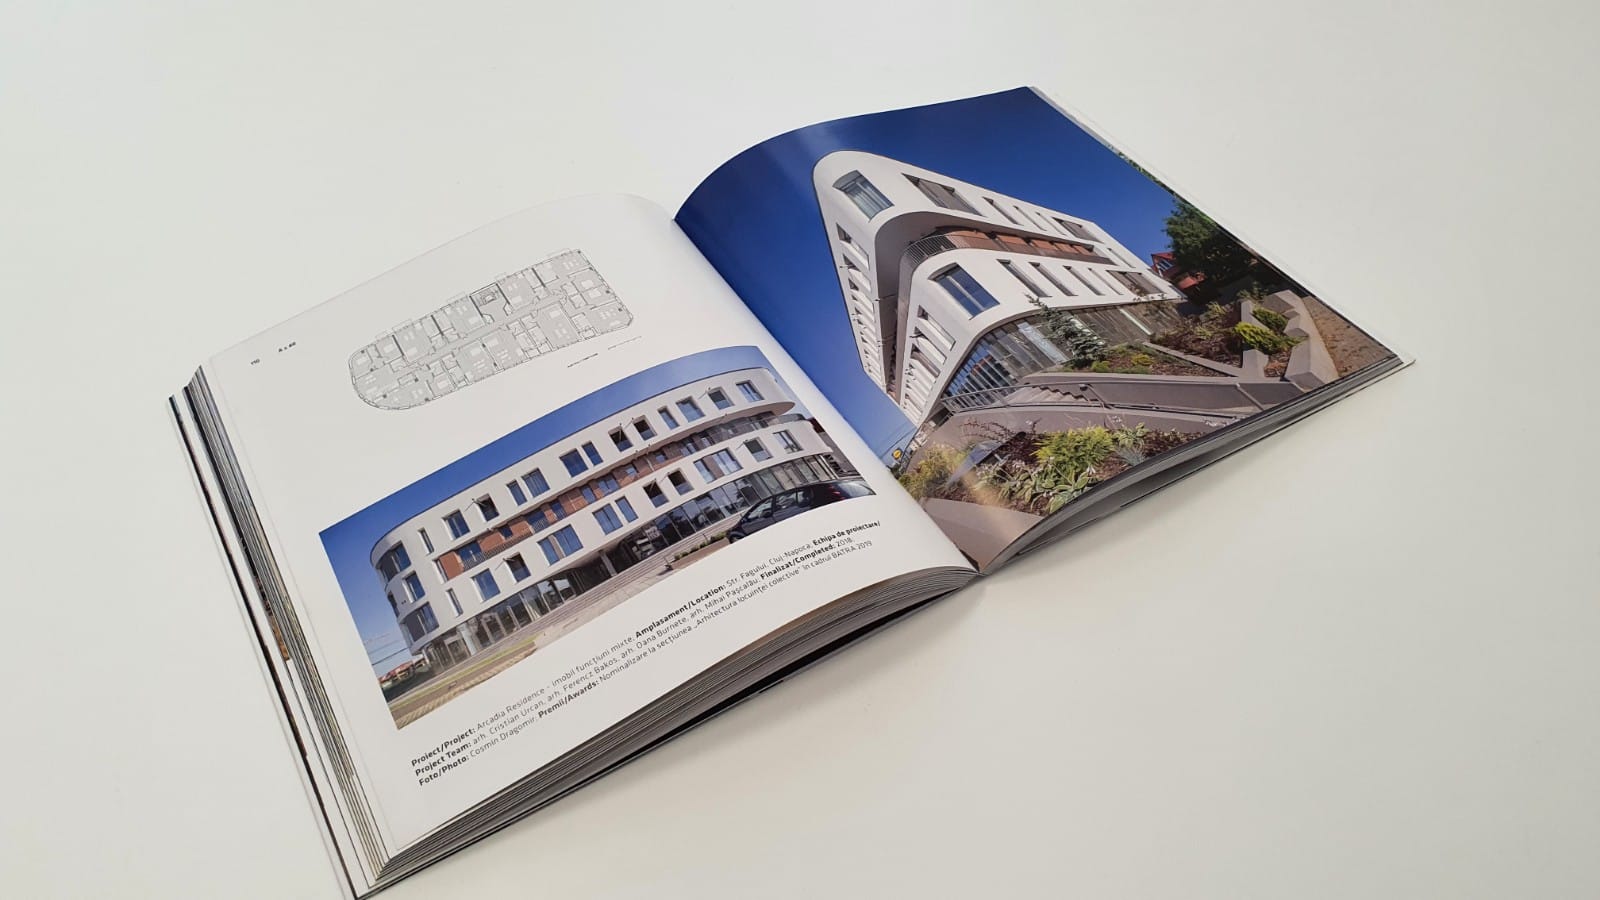 110 A x 60
Proiect/Project: Arcadia Residence - imobil funcțiuni mixte, Amplasament/Location: Str. Fagului, Cluj-Napoca, Echipa de proiectare/
Project Team: arh. Cristian Urcan, arh. Ferencz Bakos, arh. Oana Burnete, arh. Mihai Pașcalău, Finalizat/Completed: 2018,
Foto/Photo: Cosmin Dragomir, Premii/Awards: Nominalizare la secțiunea „Arhitectura locuinței colective” în cadrul BATRA 2019